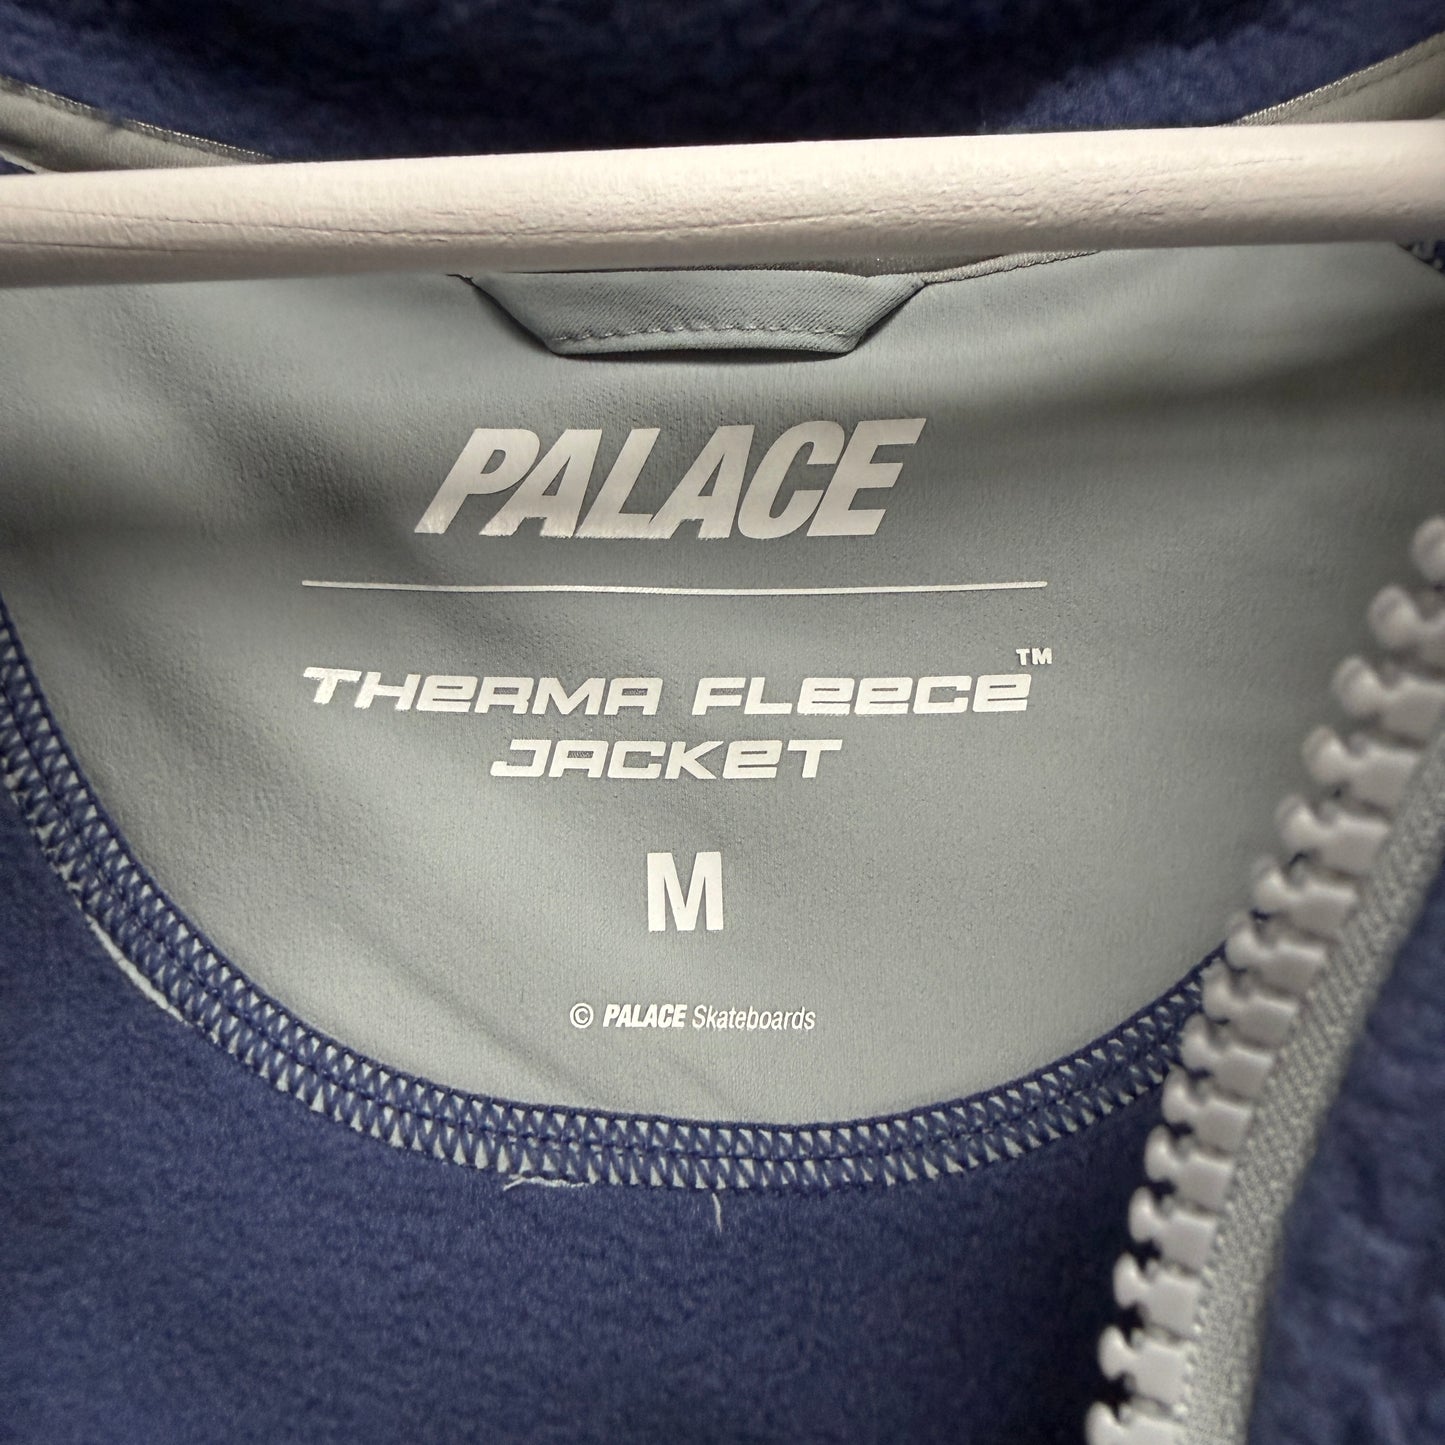 PALACE
THERMA FLEECE™
JACKET
M
© PALACE Skateboards